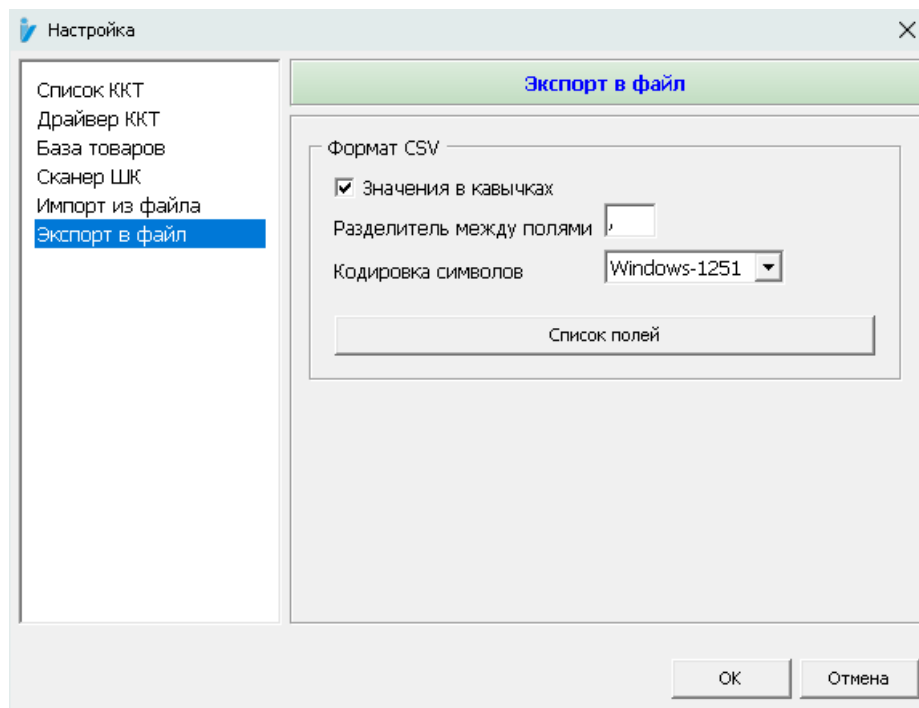 Настройка
Список ККТ
Драйвер ККТ
База товаров
Сканер ШК
Импорт из файла
Экспорт в файл
Экспорт в файл
Формат CSV
Значения в кавычках
Разделитель между полями ,
Кодировка символов Windows-1251
Список полей
OK Отмена